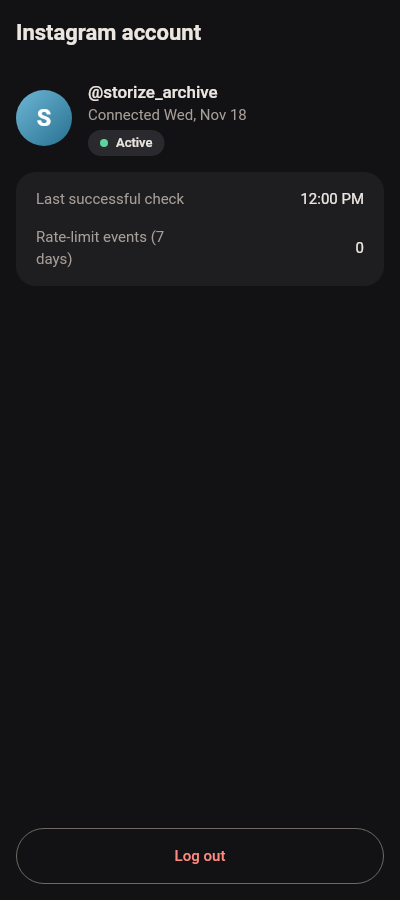 Instagram account
S
@storize_archive
Connected Wed, Nov 18
Active
Last successful check
12:00 PM
Rate-limit events (7
days)
0
Log out